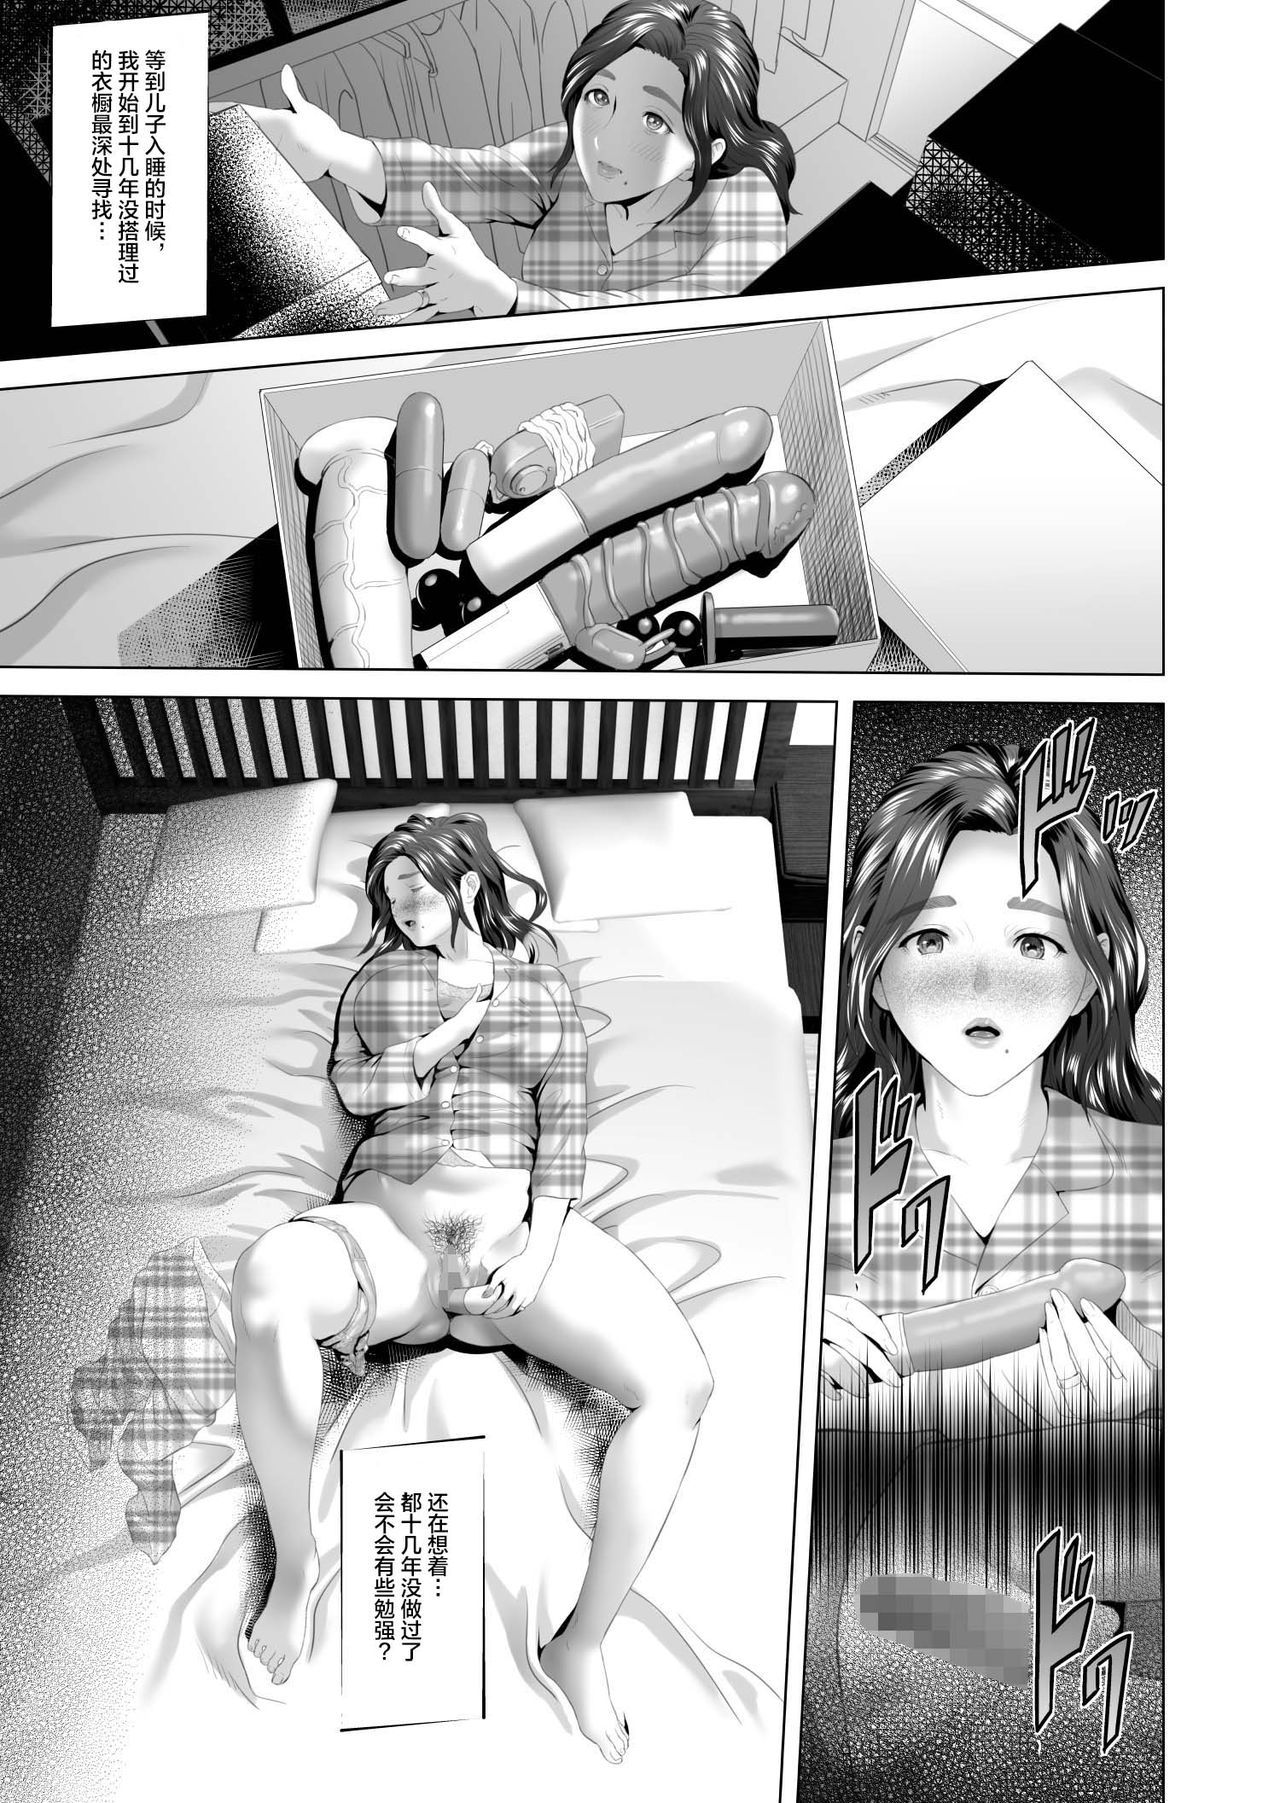 等到儿子入睡的时候，
我开始到十几年没搭理过
的衣橱最深处寻找…
ドクッ
ドク
ドク
还在想着…
都十几年没做过了
会不会有些勉强？